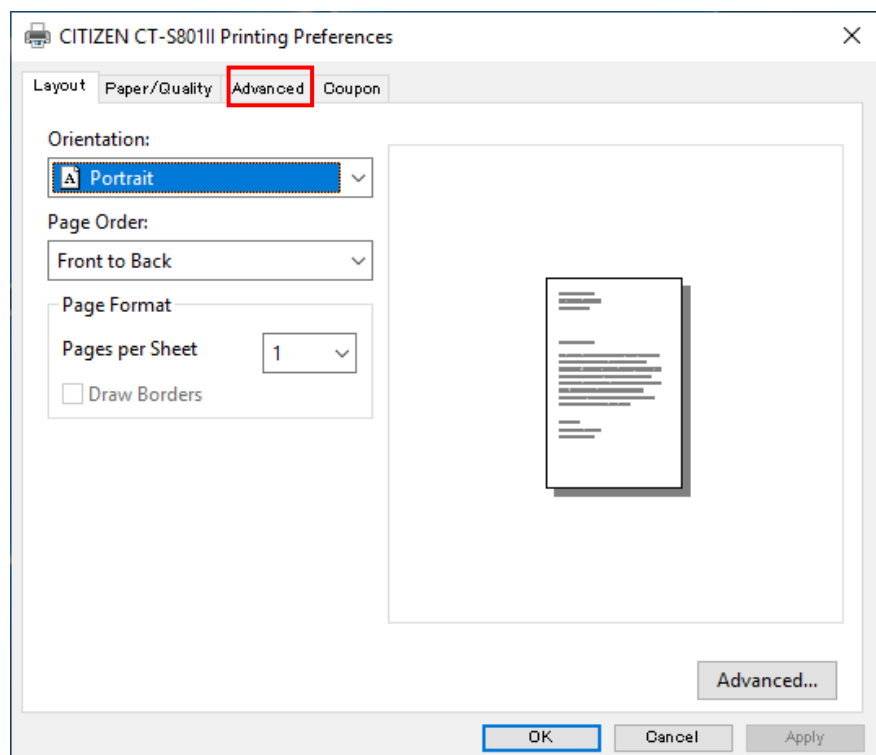 CITIZEN CT-S801II Printing Preferences
Layout Paper/Quality Advanced Coupon
Orientation:
Portrait
Page Order:
Front to Back
Page Format
Pages per Sheet 1
Draw Borders
Advanced...
OK Cancel Apply